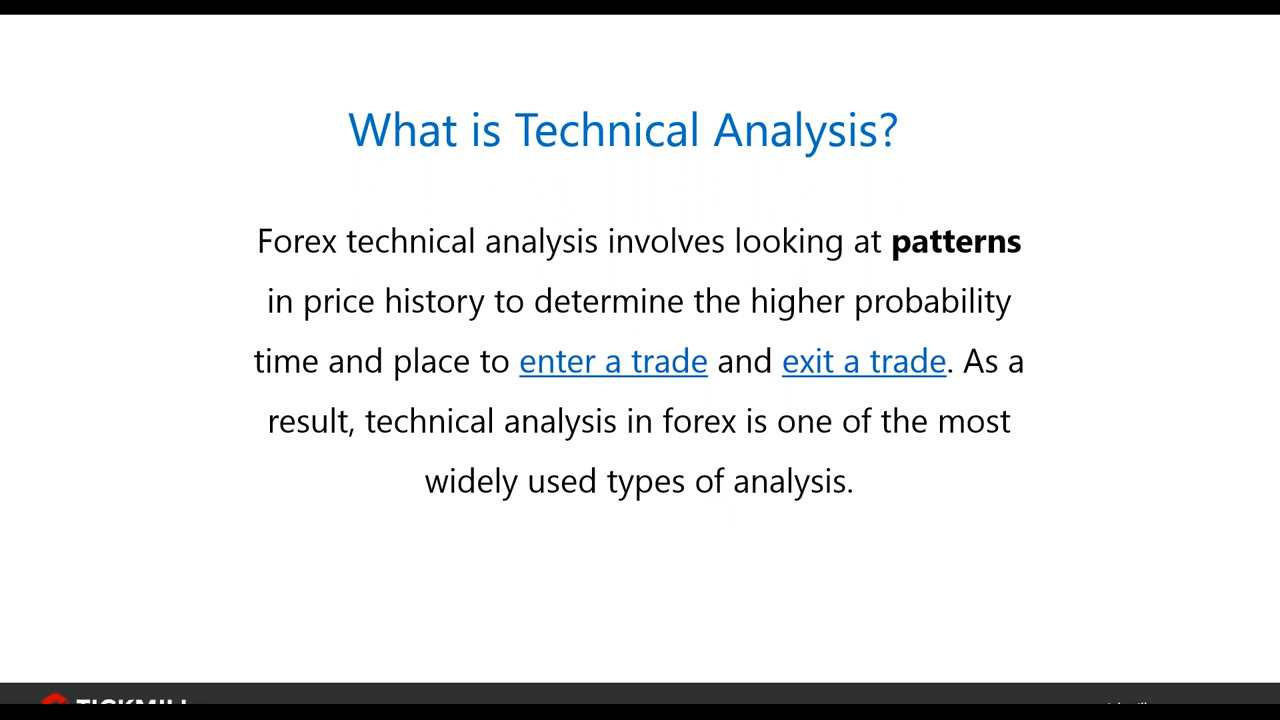 What is Technical Analysis?
Forex technical analysis involves looking at patterns
in price history to determine the higher probability
time and place to enter a trade and exit a trade. As a
result, technical analysis in forex is one of the most
widely used types of analysis.
TICKMILL